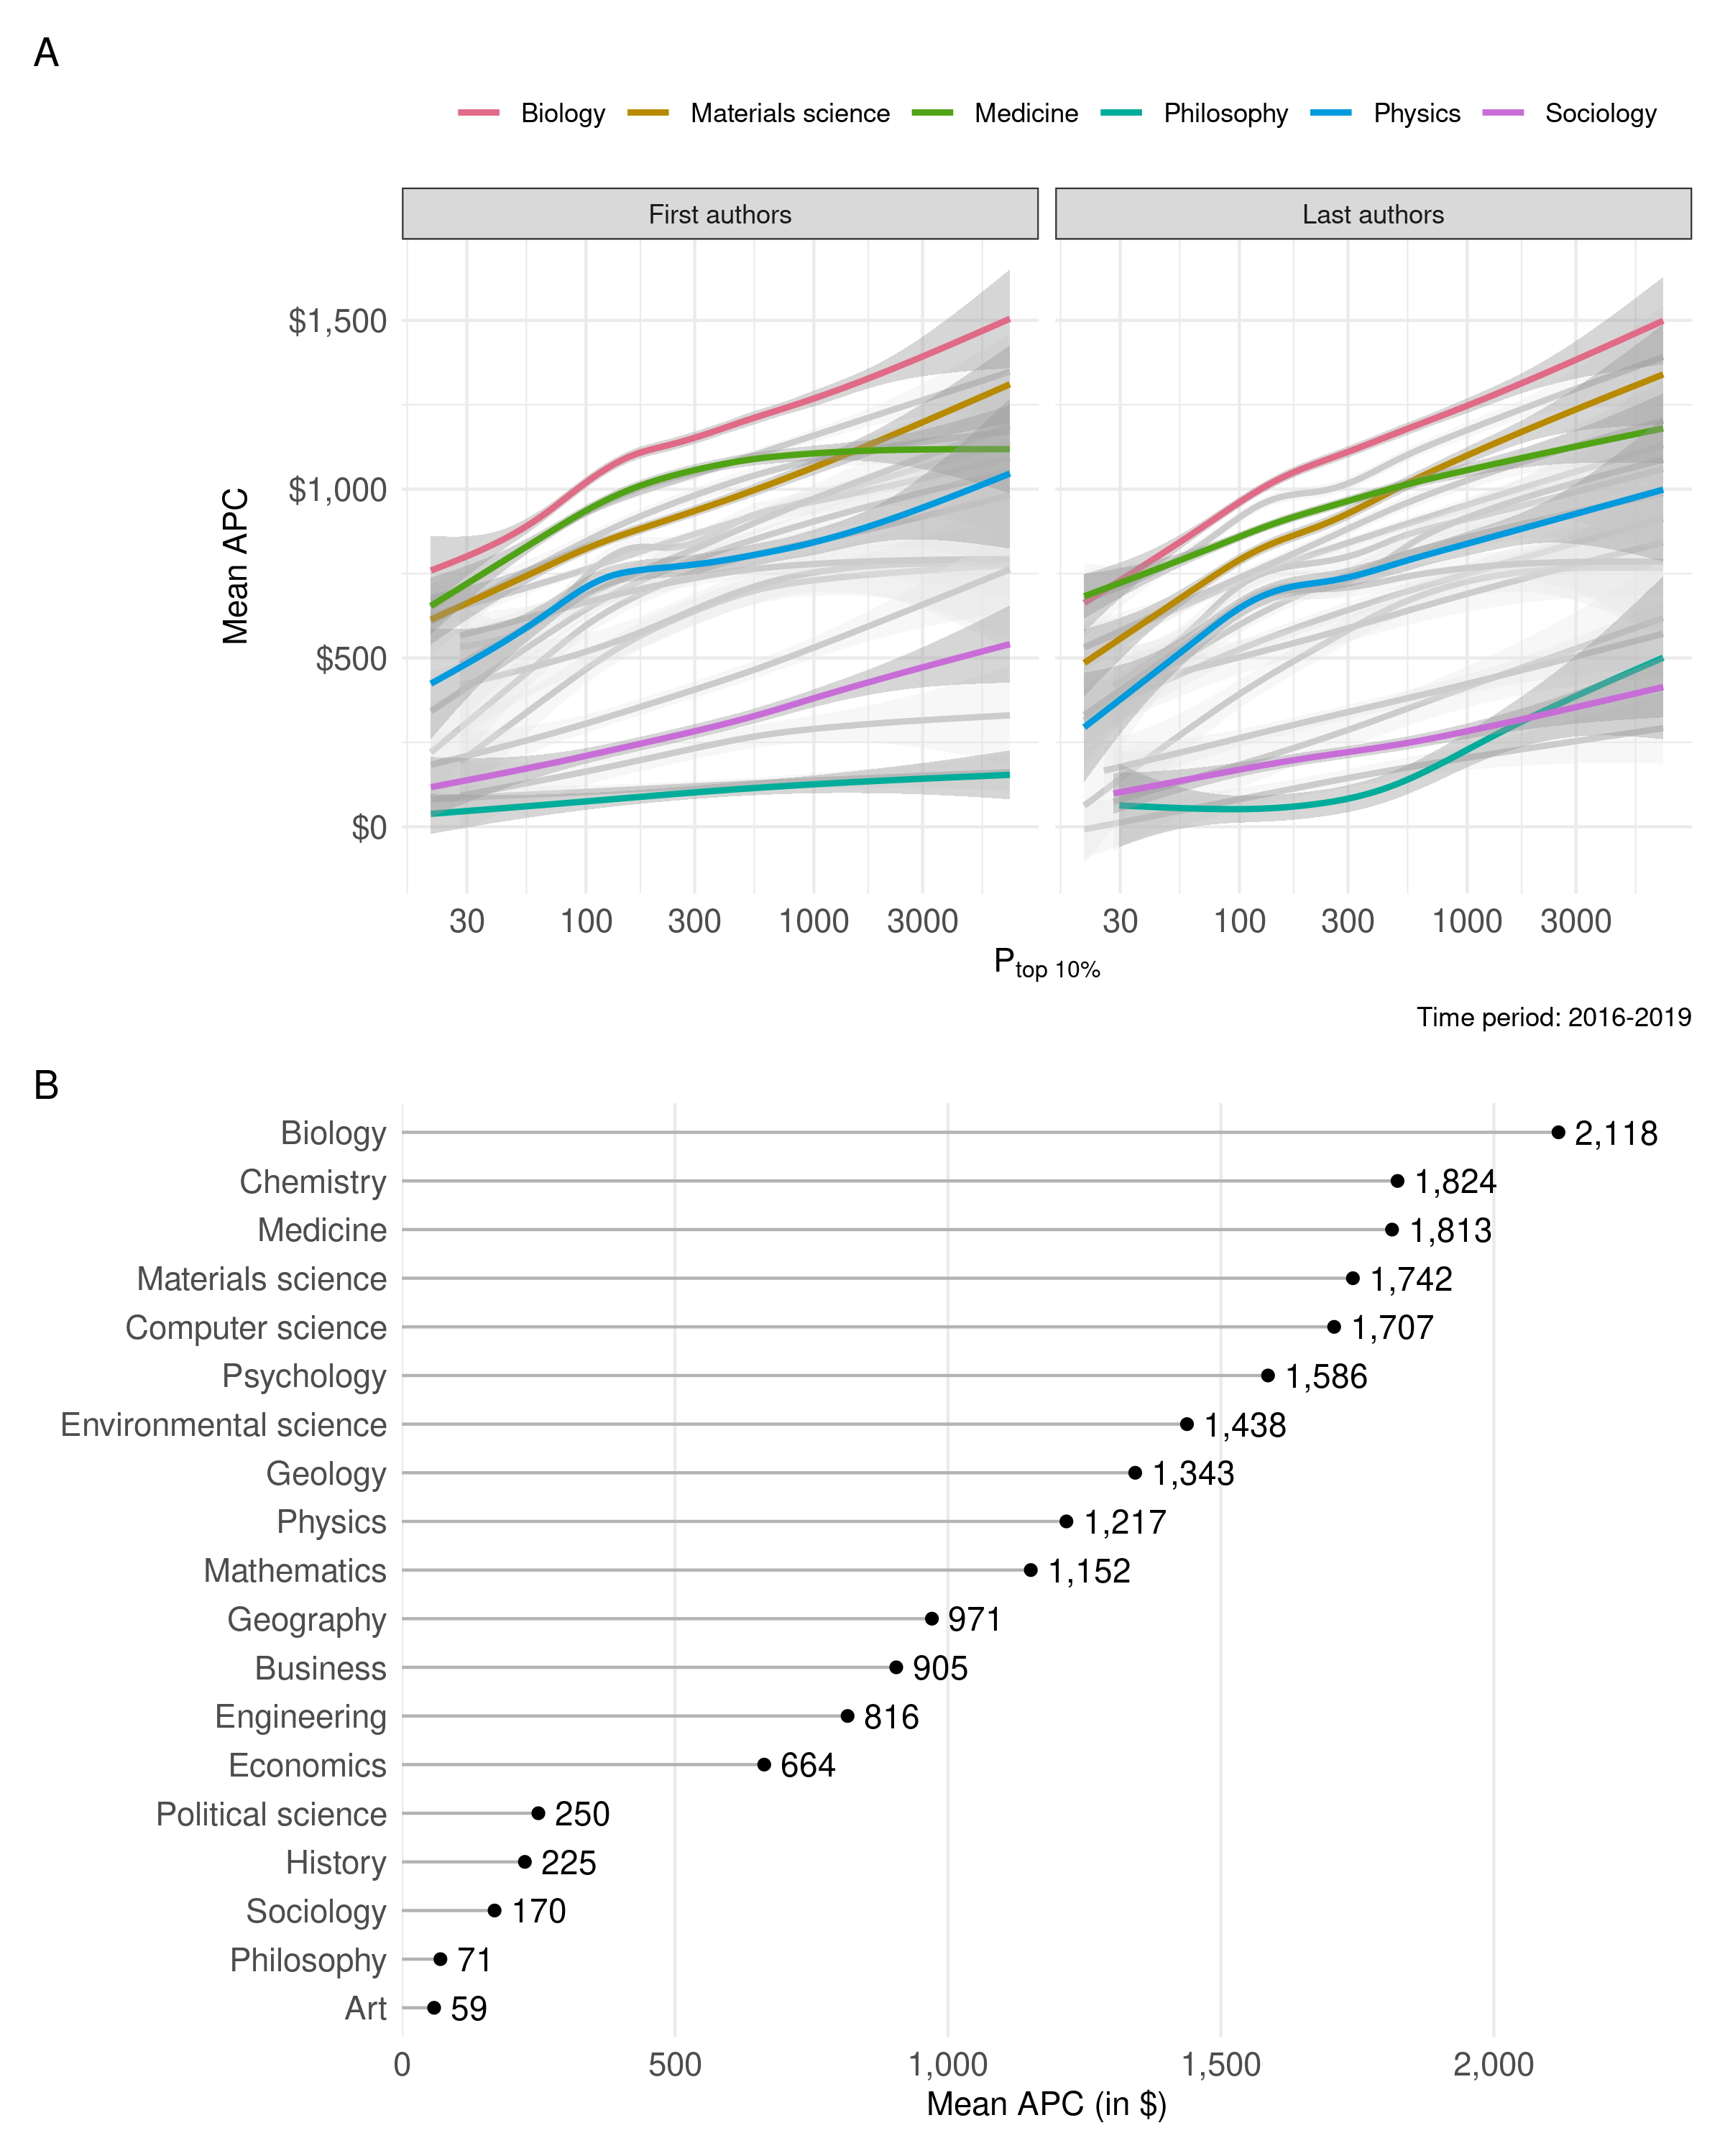 A
Biology Materials science Medicine Philosophy Physics Sociology
First authors Last authors
$1,500
$1,000
$500
$0
Mean APC
30 100 300 1000 3000 30 100 300 1000 3000
Ptop 10%
Time period: 2016-2019
B
Biology 2,118
Chemistry 1,824
Medicine 1,813
Materials science 1,742
Computer science 1,707
Psychology 1,586
Environmental science 1,438
Geology 1,343
Physics 1,217
Mathematics 1,152
Geography 971
Business 905
Engineering 816
Economics 664
Political science 250
History 225
Sociology 170
Philosophy 71
Art 59
0 500 1,000 1,500 2,000
Mean APC (in $)